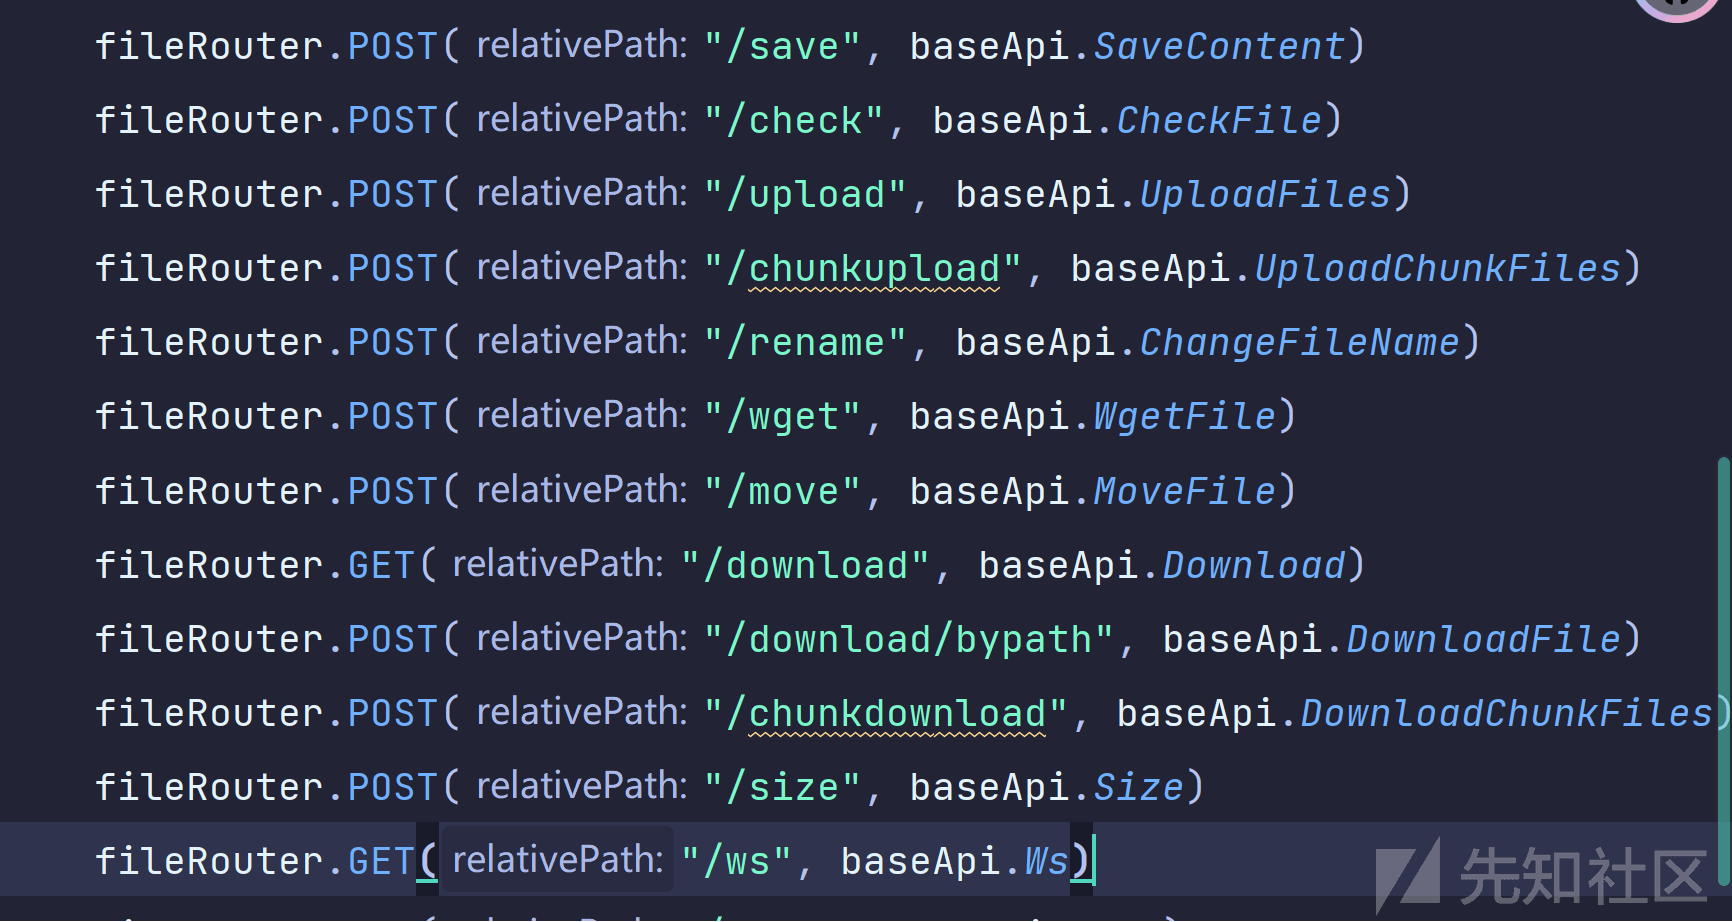 fileRouter.POST( relativePath: "/save", baseApi.SaveContent)
fileRouter.POST( relativePath: "/check", baseApi.CheckFile)
fileRouter.POST( relativePath: "/upload", baseApi.UploadFiles)
fileRouter.POST( relativePath: "/chunkupload", baseApi.UploadChunkFiles)
fileRouter.POST( relativePath: "/rename", baseApi.ChangeFileName)
fileRouter.POST( relativePath: "/wget", baseApi.WgetFile)
fileRouter.POST( relativePath: "/move", baseApi.MoveFile)
fileRouter.GET( relativePath: "/download", baseApi.Download)
fileRouter.POST( relativePath: "/download/bypath", baseApi.DownloadFile)
fileRouter.POST( relativePath: "/chunkdownload", baseApi.DownloadChunkFiles)
fileRouter.POST( relativePath: "/size", baseApi.Size)
fileRouter.GET( relativePath: "/ws", baseApi.Ws)
先知社区